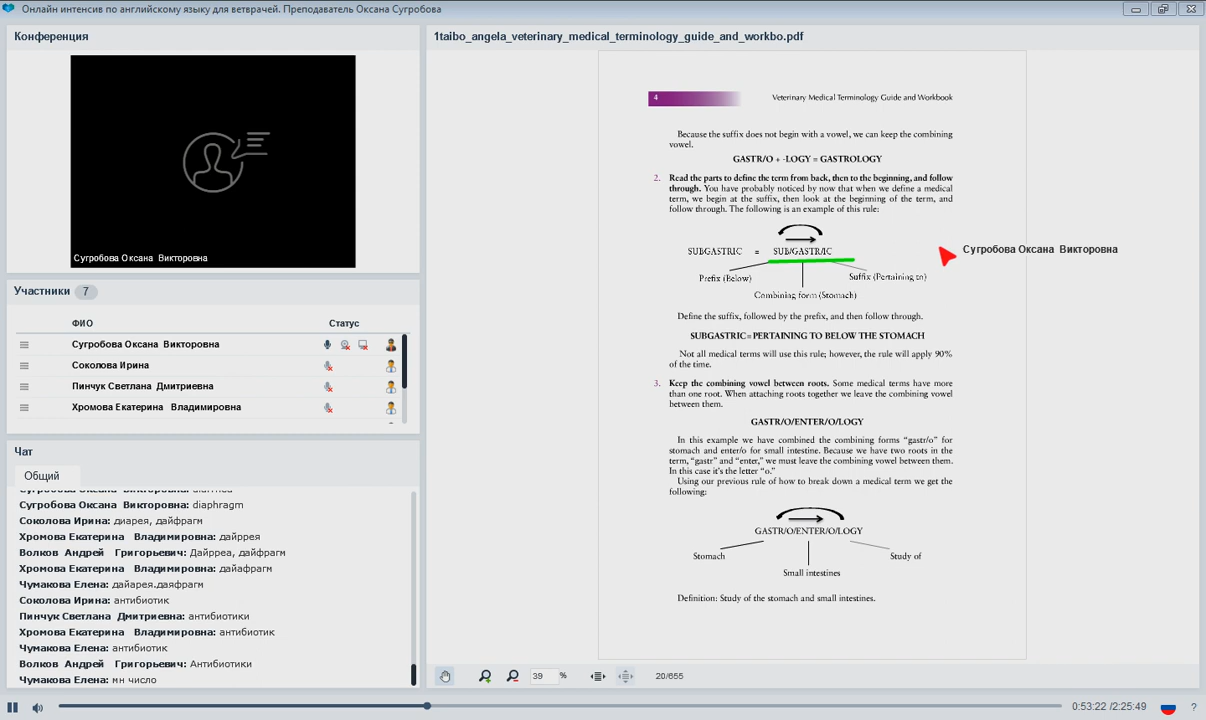 Онлайн интенсив по английскому языку для ветврачей. Преподаватель Оксана Сугробова
Конференция
Сугробова Оксана Викторовна
Участники 7
ФИО Статус
Сугробова Оксана Викторовна
Соколова Ирина
Пинчук Светлана Дмитриевна
Хромова Екатерина Владимировна
Чат
Общий
Сугробова Оксана Викторовна: diarrhea
Сугробова Оксана Викторовна: diaphragm
Соколова Ирина: диарея, дайфрагм
Хромова Екатерина Владимировна: дайррея
Волков Андрей Григорьевич: Дайрреа, дайфрагм
Хромова Екатерина Владимировна: дайафрагм
Чумакова Елена: дайарея.даяфрагм
Соколова Ирина: антибиотик
Пинчук Светлана Дмитриевна: антибиотики
Хромова Екатерина Владимировна: антибиотик
Чумакова Елена: антибиотик
Волков Андрей Григорьевич: Антибиотики
Чумакова Елена: мн число
1taibo_angela_veterinary_medical_terminology_guide_and_workbo.pdf
4 Veterinary Medical Terminology Guide and Workbook
Because the suffix does not begin with a vowel, we can keep the combining
vowel.
GASTR/O + -LOGY = GASTROLOGY
2. Read the parts to define the term from back, then to the beginning, and follow
through. You have probably noticed by now that when we define a medical
term, we begin at the suffix, then look at the beginning of the term, and
follow through. The following is an example of this rule:
SUBGASTRIC = SUB/GASTR/IC
Сугробова Оксана Викторовна
Prefix (Below) Suffix (Pertaining to)
Combining form (Stomach)
Define the suffix, followed by the prefix, and then follow through.
SUBGASTRIC = PERTAINING TO BELOW THE STOMACH
Not all medical terms will use this rule; however, the rule will apply 90%
of the time.
3. Keep the combining vowel between roots. Some medical terms have more
than one root. When attaching roots together we leave the combining vowel
between them.
GASTR/O/ENTER/O/LOGY
In this example we have combined the combining forms “gastr/o” for
stomach and enter/o for small intestine. Because we have two roots in the
term, “gastr” and “enter,” we must leave the combining vowel between them.
In this case it's the letter “o.”
Using our previous rule of how to break down a medical term we get the
following:
GASTR/O/ENTER/O/LOGY
Stomach Study of
Small intestines
Definition: Study of the stomach and small intestines.
39 % 20/655
0:53:22 /2:25:49 ?